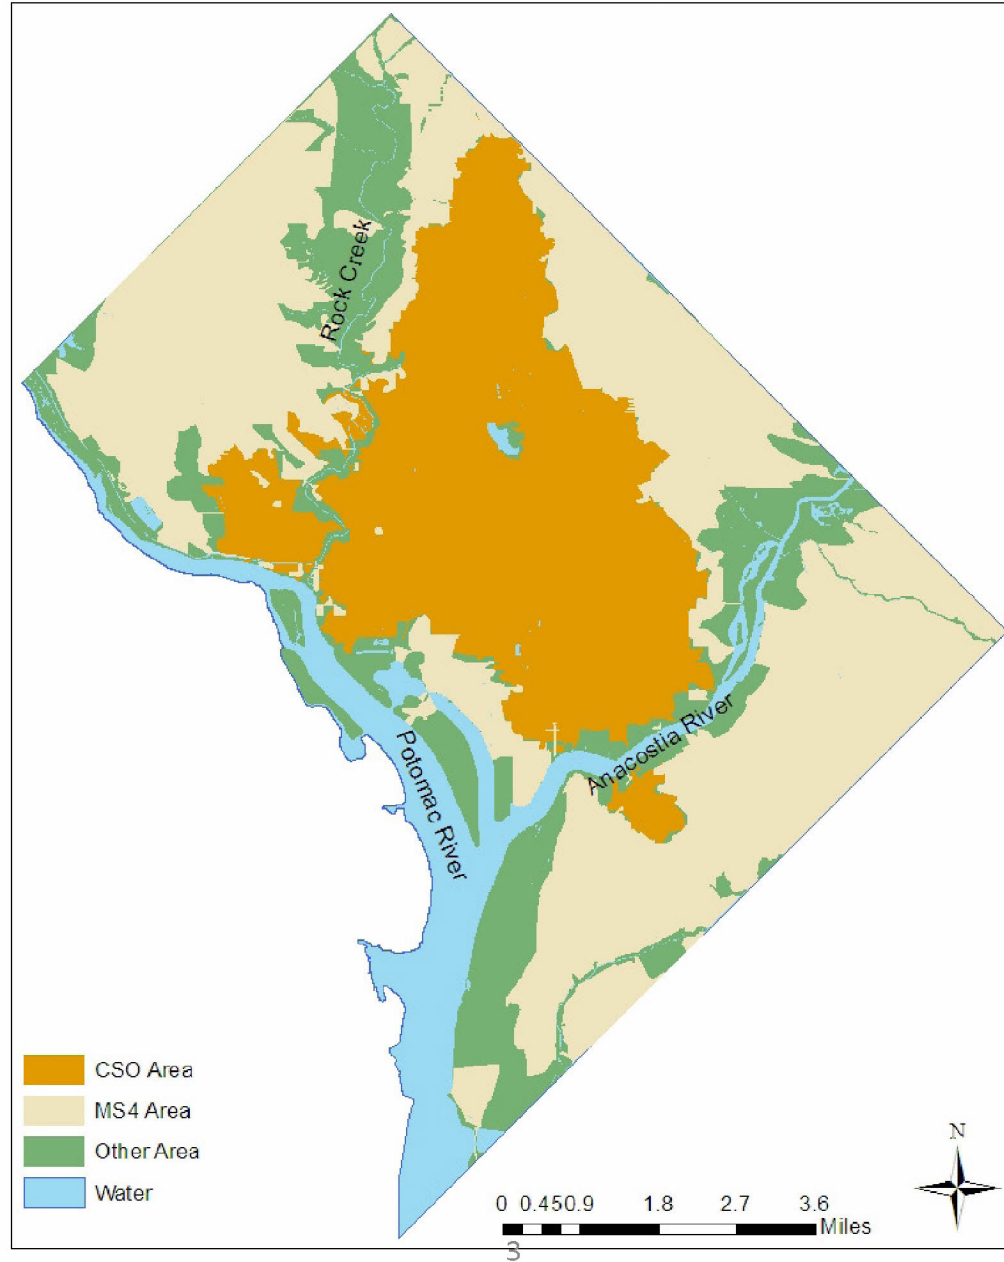 Rock Creek
Potomac River
Anacostia River
CSO Area
MS4 Area
Other Area
Water
N
0 0.450.9 1.8 2.7 3.6
Miles
3